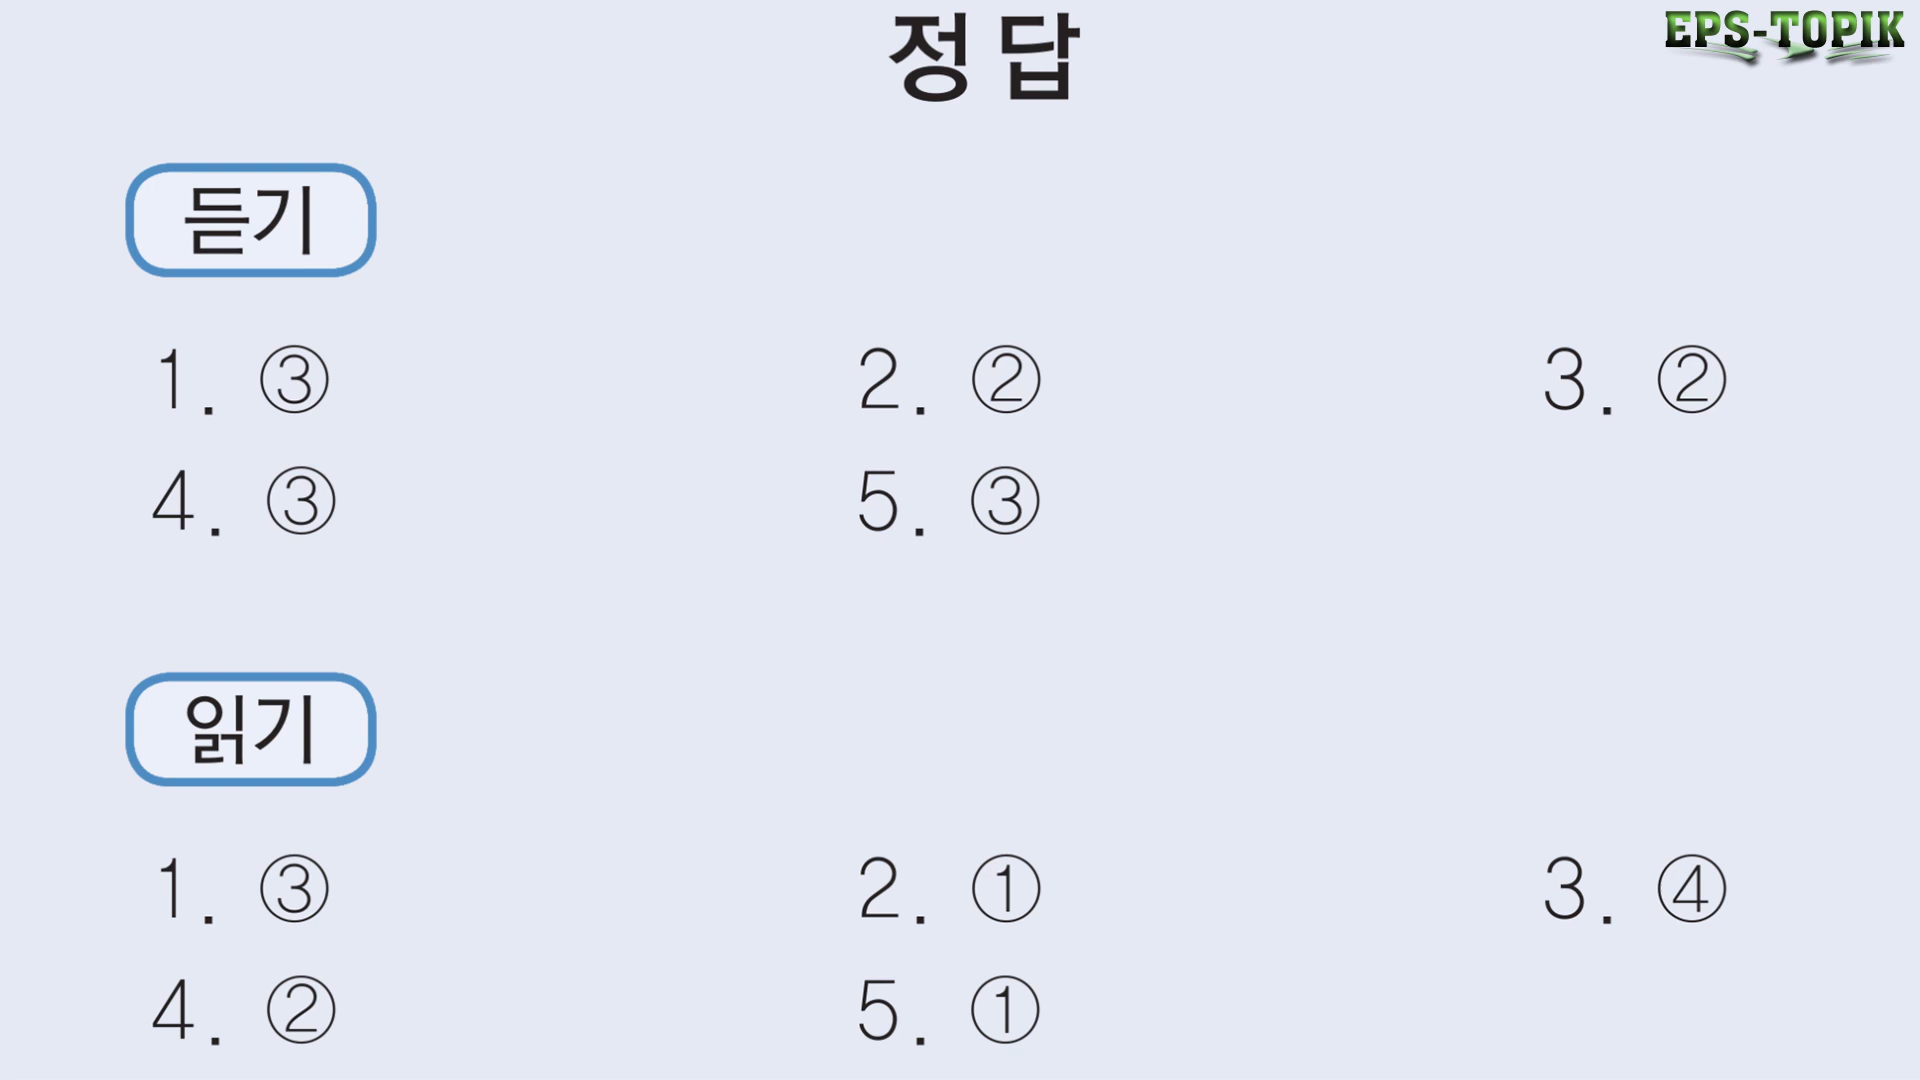 정답
EPS-TOPIK
듣기
1. ③ 2. ② 3. ②
4. ③ 5. ③
읽기
1. ③ 2. ① 3. ④
4. ② 5. ①